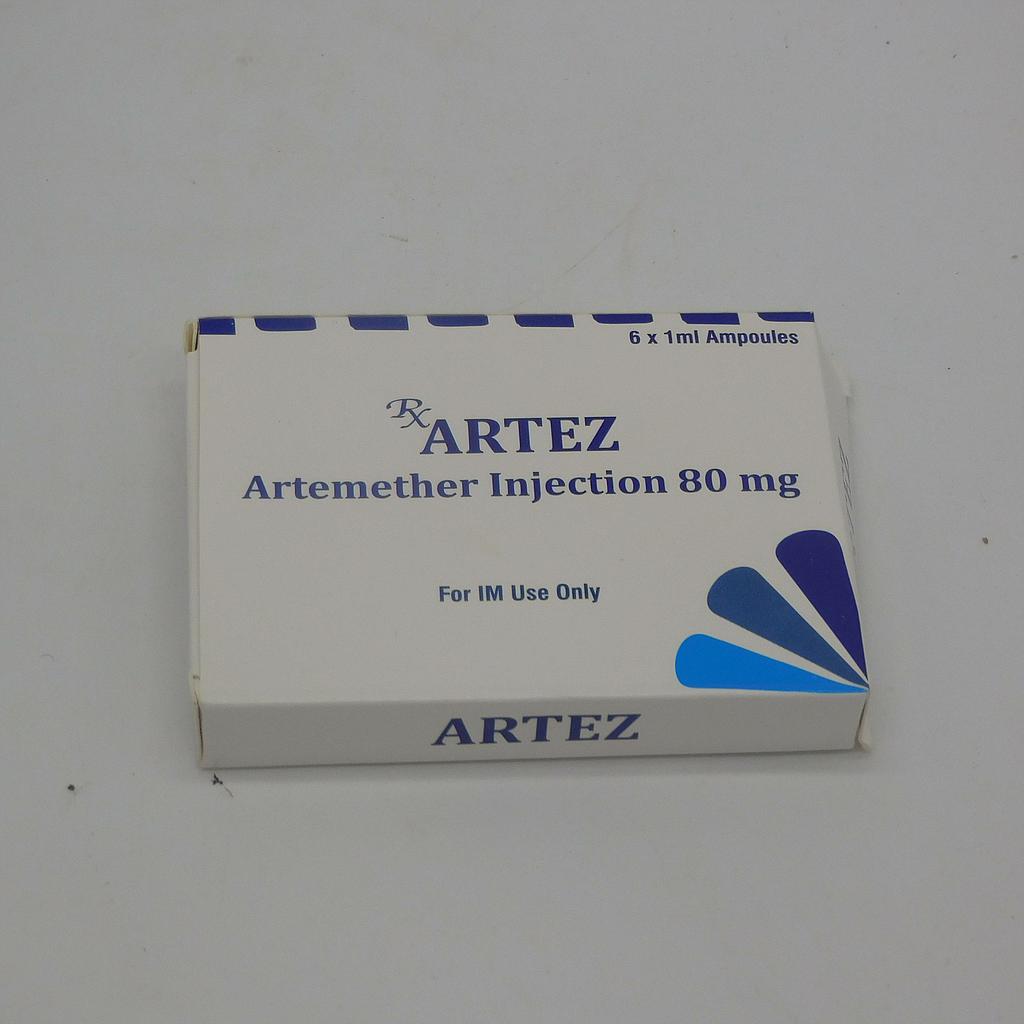 6 x 1ml Ampoules
Rx ARTEZ
Artemether Injection 80 mg
For IM Use Only
ARTEZ